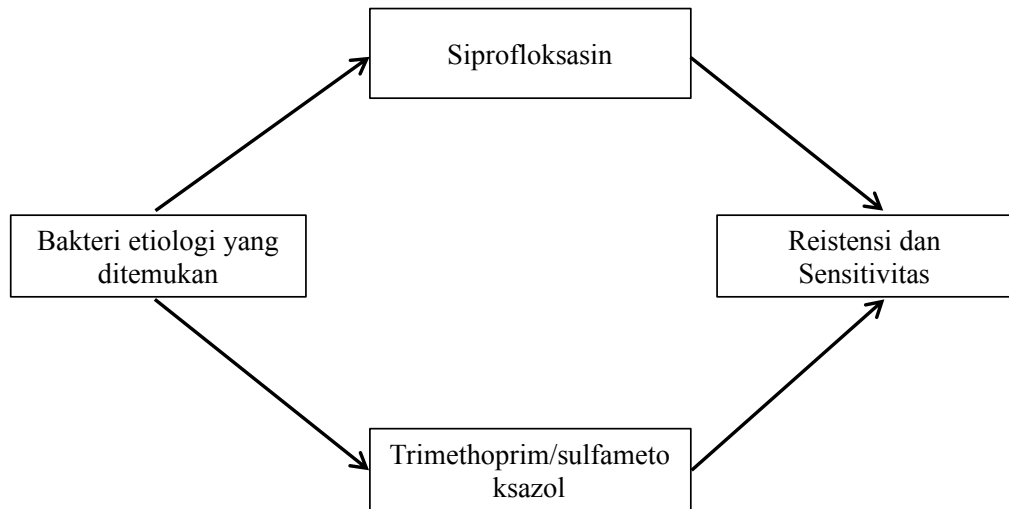 Siprofloksasin
Bakteri etiologi yang
ditemukan
Reistensi dan
Sensitivitas
Trimethoprim/sulfameto
ksazol